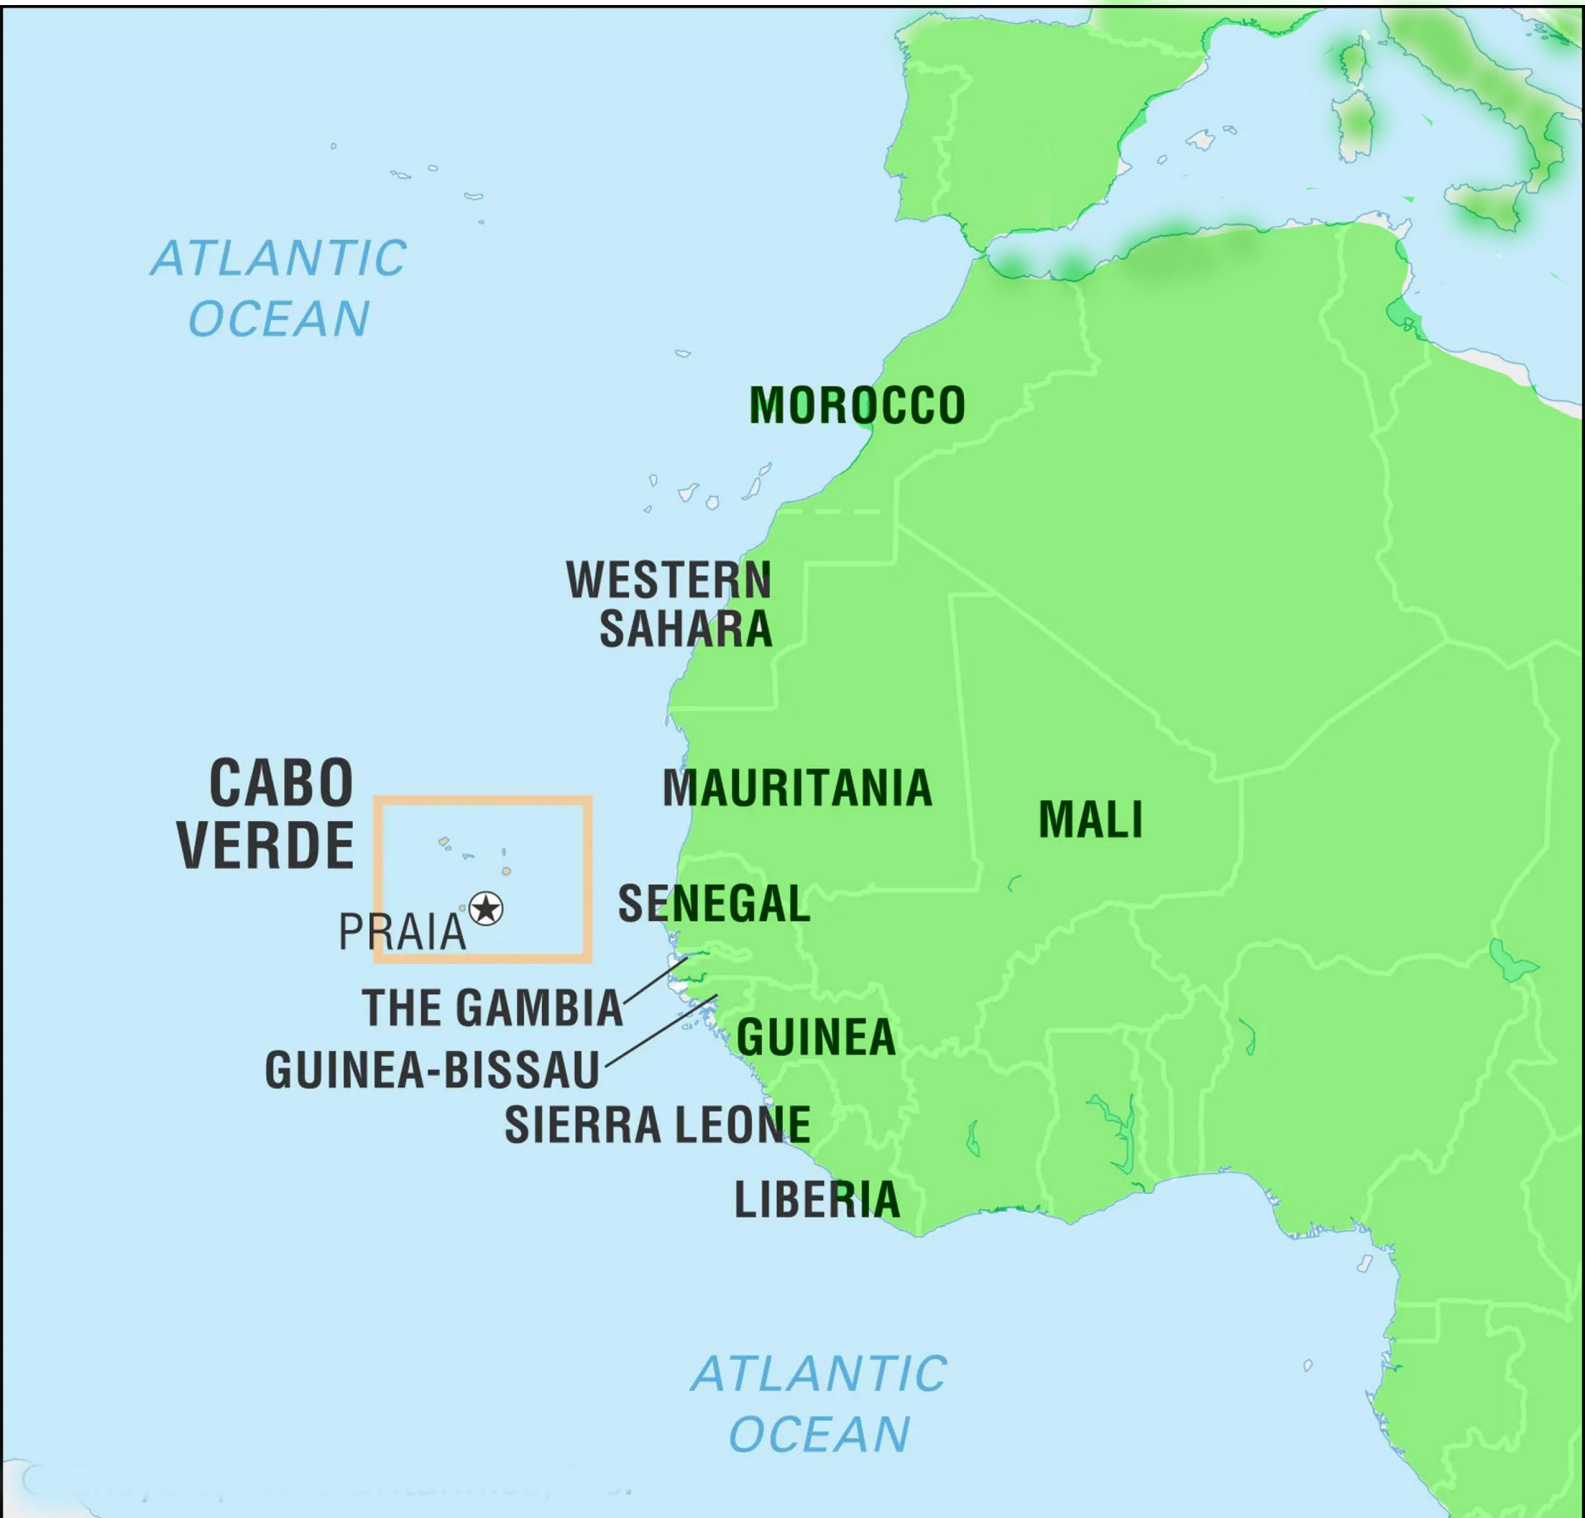 ATLANTIC
OCEAN
MOROCCO
WESTERN
SAHARA
CABO
VERDE
MAURITANIA
MALI
SENEGAL
PRAIA
THE GAMBIA
GUINEA
GUINEA-BISSAU
SIERRA LEONE
LIBERIA
ATLANTIC
OCEAN